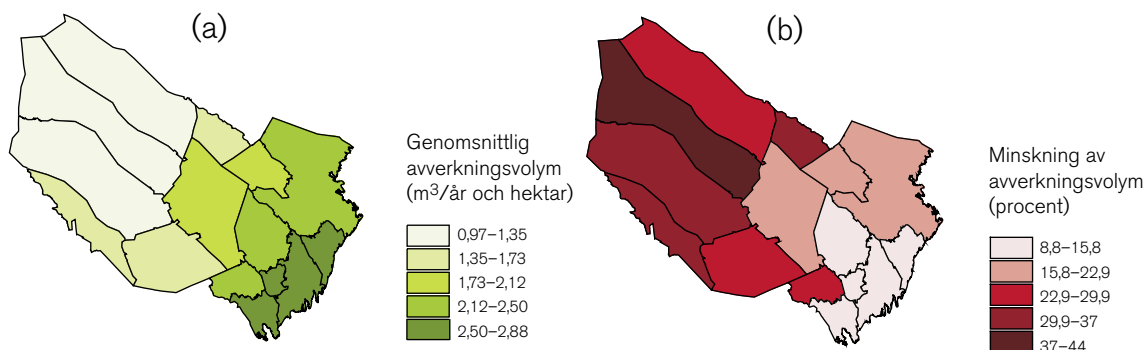 (a)
Genomsnittlig
avverkningsvolym
(m³/år och hektar)
0,97–1,35
1,35–1,73
1,73–2,12
2,12–2,50
2,50–2,88
(b)
Minskning av
avverkningsvolym
(procent)
8,8–15,8
15,8–22,9
22,9–29,9
29,9–37
37–44